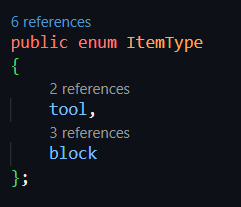 6 references
public enum ItemType
{
2 references
tool,
3 references
block
};